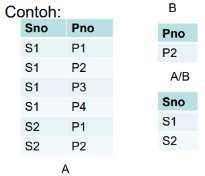 Contoh:
Sno Pno
S1 P1
S1 P2
S1 P3
S1 P4
S2 P1
S2 P2
A
B
Pno
P2
A/B
Sno
S1
S2